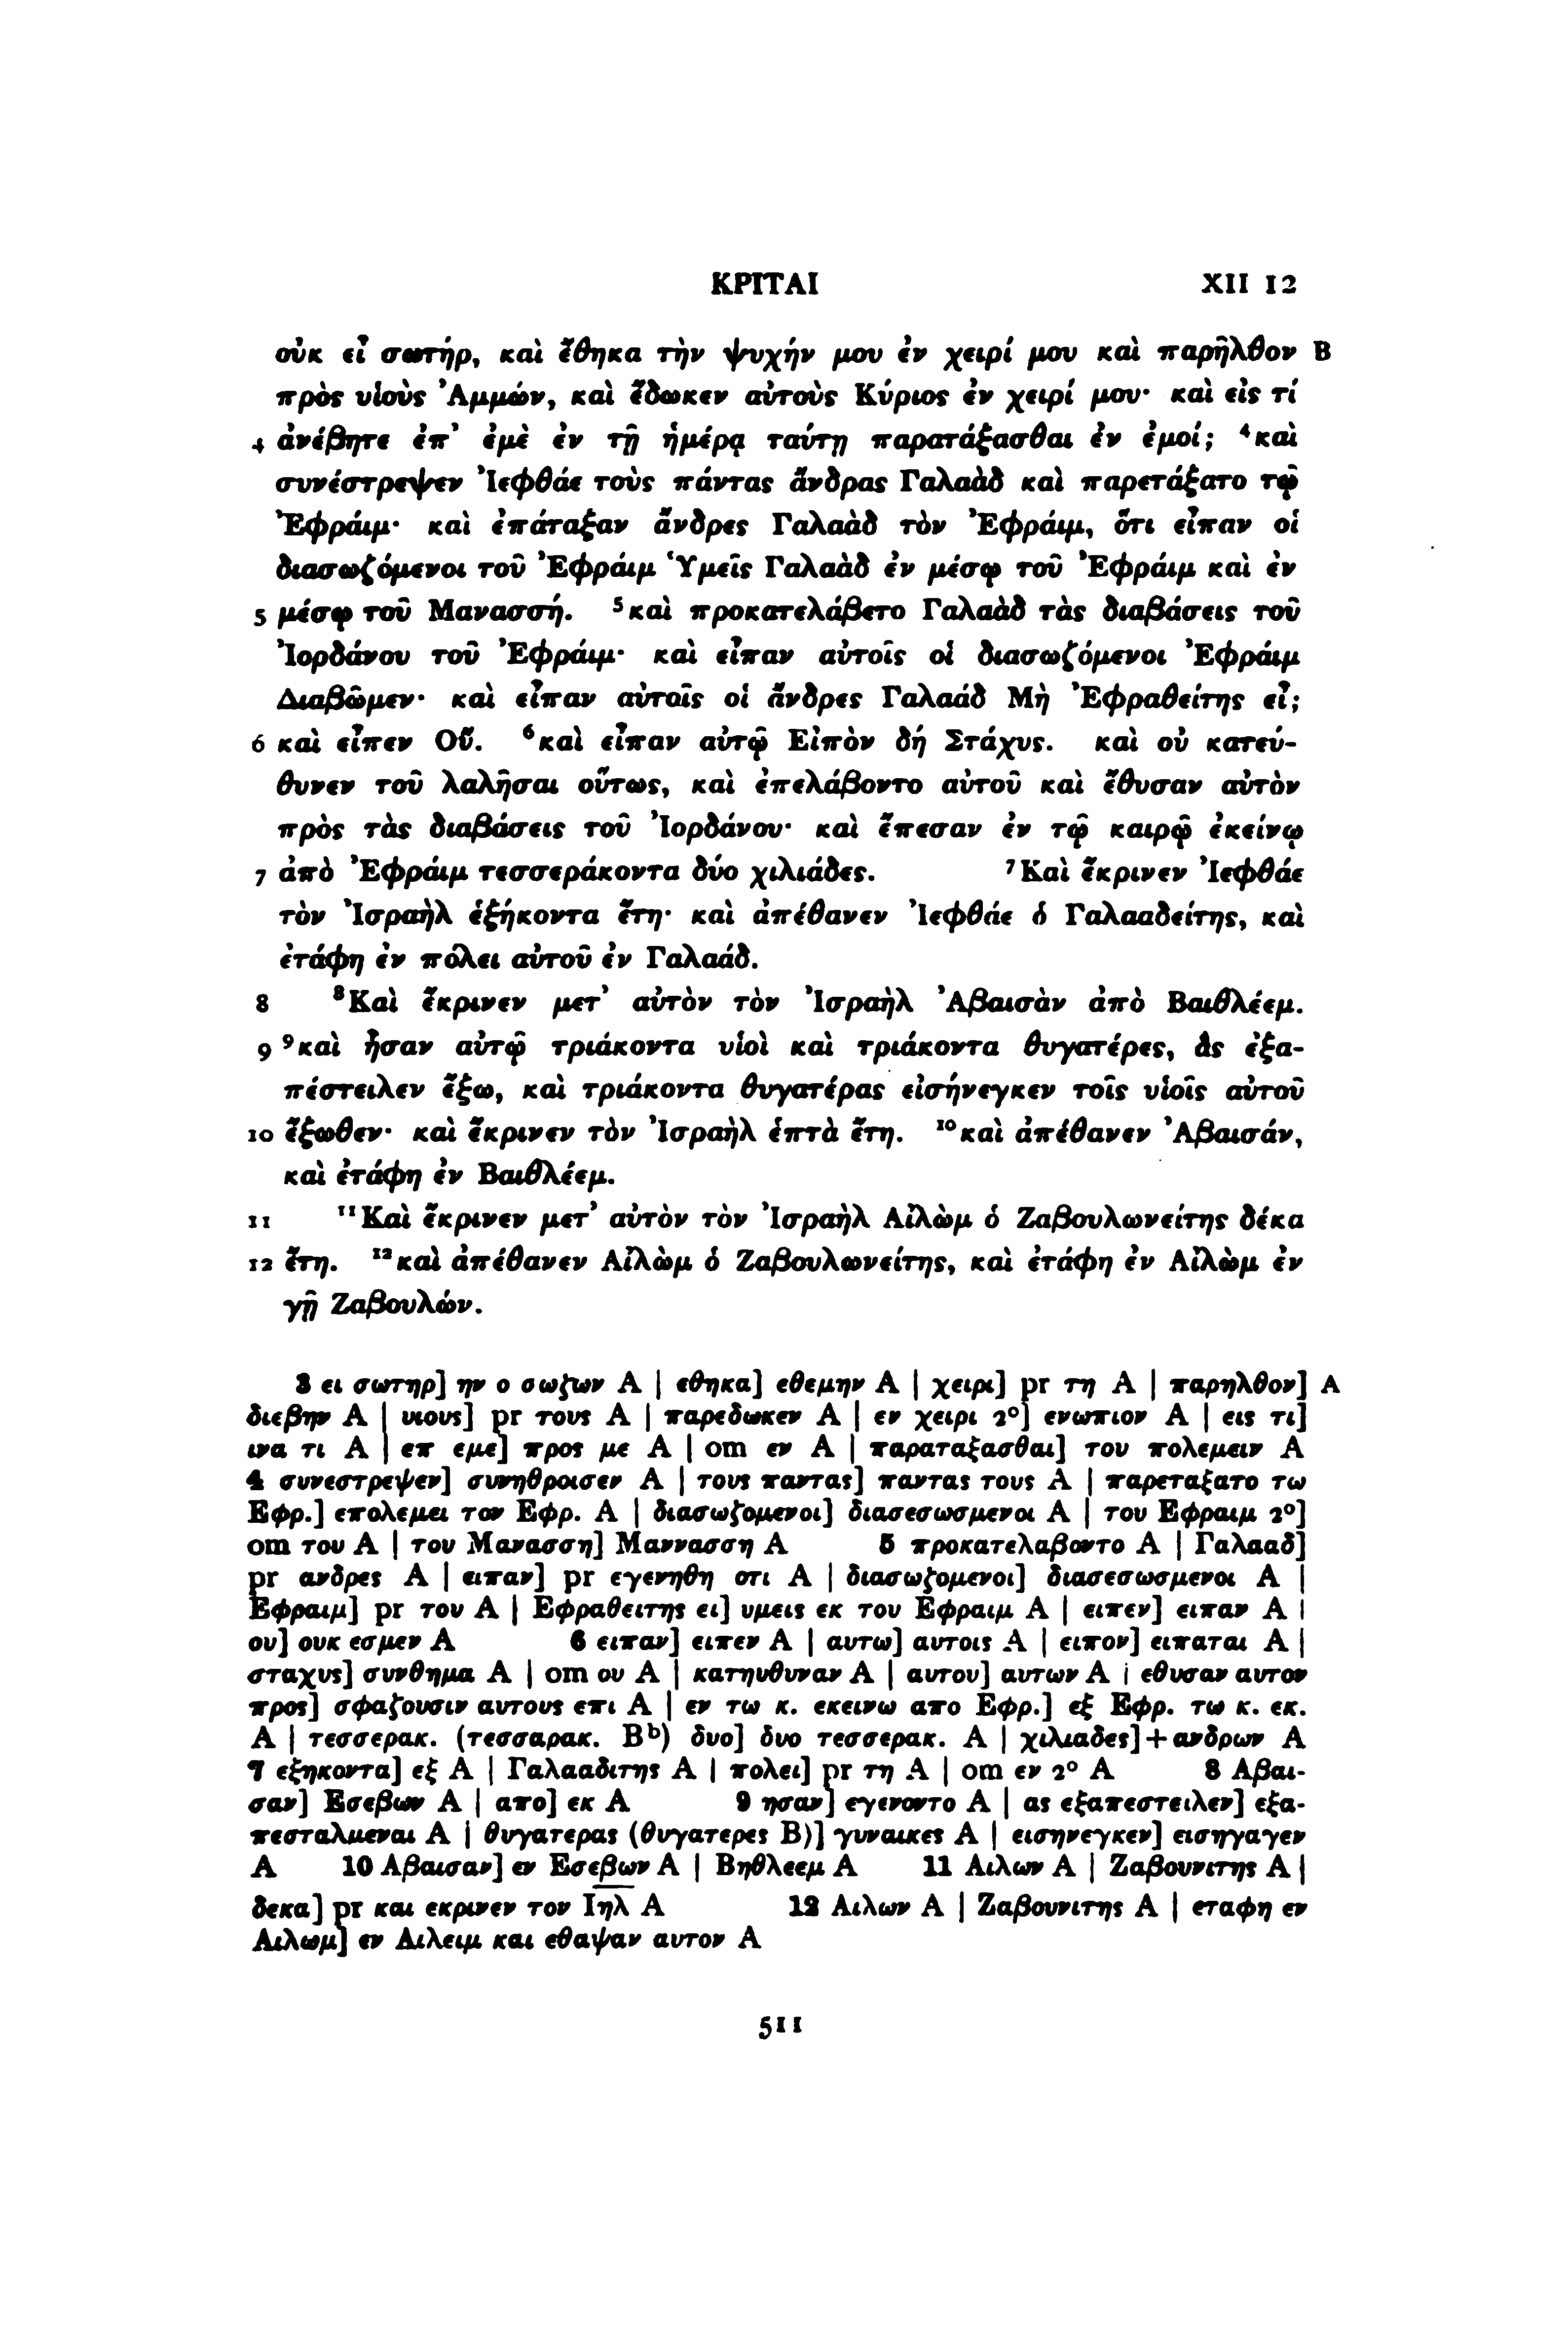 ΚΡΙΤΑΙ XII 12
οὐκ εἶ σωτήρ, καὶ ἔθηκα τὴν ψυχήν μου ἐν χειρί μου καὶ παρῆλθον B
πρὸς υἱοὺς Ἀμμών, καὶ ἔδωκεν αὐτοὺς Κύριος ἐν χειρί μου· καὶ εἰς τί
4 ἀνέβητε ἐπ’ ἐμὲ ἐν τῇ ἡμέρᾳ ταύτῃ παρατάξασθαι ἐν ἐμοί; ⁴καὶ
συνέστρεψεν Ἰεφθάε τοὺς πάντας ἄνδρας Γαλαὰδ καὶ παρετάξατο τῷ
Ἐφράιμ· καὶ ἐπάταξαν ἄνδρες Γαλαὰδ τὸν Ἐφράιμ, ὅτι εἶπαν οἱ
διασωζόμενοι τοῦ Ἐφράιμ Ὑμεῖς Γαλαὰδ ἐν μέσῳ τοῦ Ἐφράιμ καὶ ἐν
5 μέσῳ τοῦ Μανασσή. ⁵καὶ προκατελάβετο Γαλαὰδ τὰς διαβάσεις τοῦ
Ἰορδάνου τοῦ Ἐφράιμ· καὶ εἶπαν αὐτοῖς οἱ διασωζόμενοι Ἐφράιμ
Διαβῶμεν· καὶ εἶπαν αὐτοῖς οἱ ἄνδρες Γαλαάδ Μὴ Ἐφραθείτης εἶ;
6 καὶ εἶπεν Οὔ. ⁶καὶ εἶπαν αὐτῷ Εἰπὸν δή Στάχυς. καὶ οὐ κατεύ-
θυνεν τοῦ λαλῆσαι οὕτως, καὶ ἐπελάβοντο αὐτοῦ καὶ ἔθυσαν αὐτὸν
πρὸς τὰς διαβάσεις τοῦ Ἰορδάνου· καὶ ἔπεσαν ἐν τῷ καιρῷ ἐκείνῳ
7 ἀπὸ Ἐφράιμ τεσσεράκοντα δύο χιλιάδες. ⁷Καὶ ἔκρινεν Ἰεφθάε
τὸν Ἰσραὴλ ἑξήκοντα ἔτη· καὶ ἀπέθανεν Ἰεφθάε ὁ Γαλααδείτης, καὶ
ἐτάφη ἐν πόλει αὐτοῦ ἐν Γαλαάδ.
8 ⁸Καὶ ἔκρινεν μετ’ αὐτὸν τὸν Ἰσραὴλ Ἀβαισὰν ἀπὸ Βαιθλέεμ.
9 ⁹καὶ ἦσαν αὐτῷ τριάκοντα υἱοὶ καὶ τριάκοντα θυγατέρες, ἃς ἐξα-
πέστειλεν ἔξω, καὶ τριάκοντα θυγατέρας εἰσήνεγκεν τοῖς υἱοῖς αὐτοῦ
10 ἔξωθεν· καὶ ἔκρινεν τὸν Ἰσραὴλ ἑπτὰ ἔτη. ¹⁰καὶ ἀπέθανεν Ἀβαισάν,
καὶ ἐτάφη ἐν Βαιθλέεμ.
11 ¹¹Καὶ ἔκρινεν μετ’ αὐτὸν τὸν Ἰσραὴλ Αἰλὼμ ὁ Ζαβουλωνείτης δέκα
12 ἔτη. ¹²καὶ ἀπέθανεν Αἰλὼμ ὁ Ζαβουλωνείτης, καὶ ἐτάφη ἐν Αἰλὼμ ἐν
γῇ Ζαβουλών.
3 ει σωτηρ] ην ο σωζων A | εθηκα] εθεμην A | χειρι] pr τη A | παρηλθον] A
διεβην A | υιους] pr τους A | παρεδωκεν A | εν χειρι 2°] ενωπιον A | εις τι]
ινα τι A | επ εμε] προς με A | om εν A | παραταξασθαι] του πολεμειν A
4 συνεστρεψεν] συνηθροισεν A | τους παντας] παντας τους A | παρεταξατο τω
Εφρ.] επολεμει τον Εφρ. A | διασωζομενοι] διασεσωσμενοι A | του Εφραιμ 2°]
om του A | του Μανασση] Μαννασση A 5 προκατελαβοντο A | Γαλααδ]
pr ανδρες A | ειπαν] pr εγενηθη οτι A | διασωζομενοι] διασεσωσμενοι A |
Εφραιμ] pr τον A | Εφραθειτης ει] υμεις εκ του Εφραιμ A | ειπεν] ειπαν A |
ου] ουκ εσμεν A 6 ειπαν] ειπεν A | αυτω] αυτοις A | ειπον] ειπαται A |
σταχυς] συνθημα A | om ου A | κατηυθυναν A | αυτου] αυτων A | εθυσαν αυτον
προς] σφαζουσιν αυτους επι A | εν τω κ. εκεινω απο Εφρ.] εξ Εφρ. τω κ. εκ.
A | τεσσερακ. (τεσσαρακ. Bᵇ) δυο] δυο τεσσερακ. A | χιλιαδες]+ανδρων A
7 εξηκοντα] εξ A | Γαλααδιτης A | πολει] pr τη A | om εν 2° A 8 Αβαι-
σαν] Εσεβων A | απο] εκ A 9 ησαν] εγενοντο A | ας εξαπεστειλεν] εξα-
πεσταλμεναι A | θυγατερας (θυγατερες B)] γυναικες A | εισηνεγκεν] εισηγαγεν
A 10 Αβαισαν] εν Εσεβων A | Βηθλεεμ A 11 Αιλων A | Ζαβουνιτης A |
δεκα] pr και εκρινεν τον Ι̅η̅λ̅ A 12 Αιλων A | Ζαβουνιτης A | εταφη εν
Αιλωμ] εν Αιλειμ και εθαψαν αυτον A
511